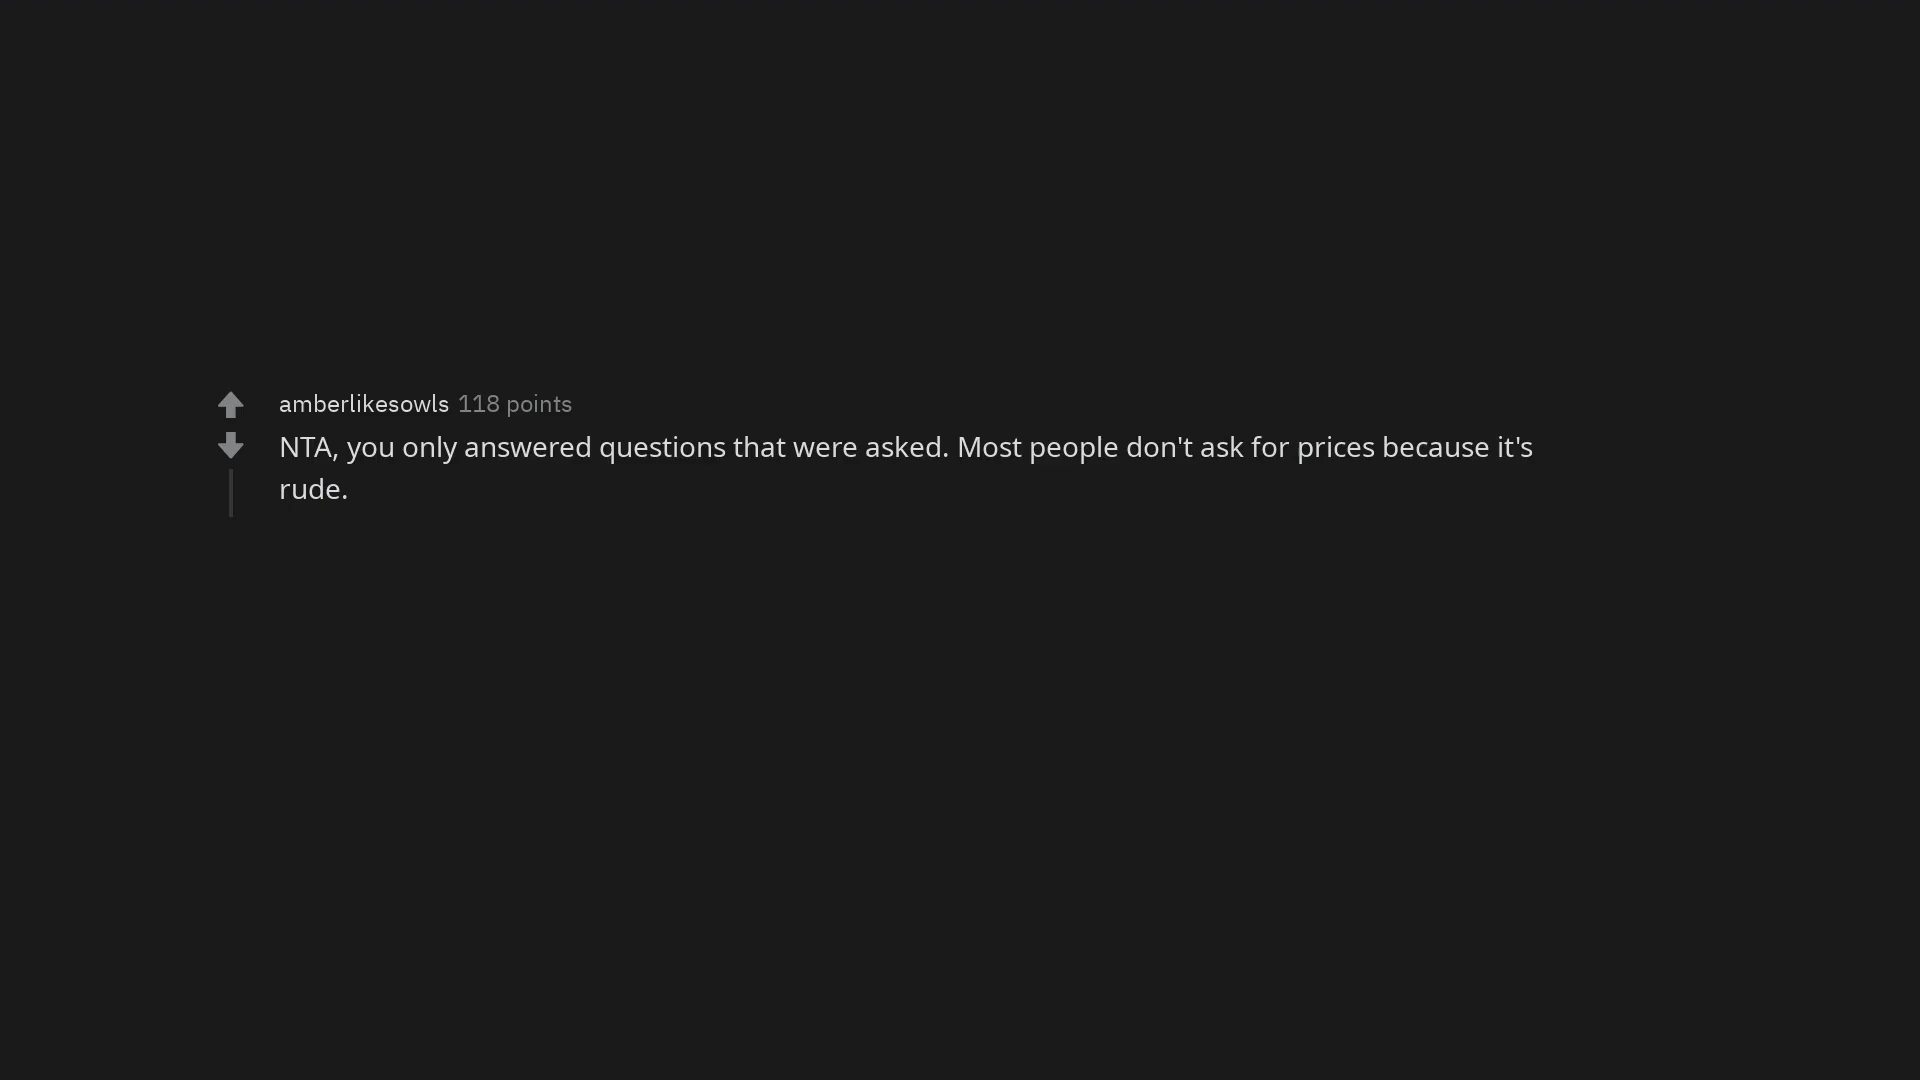 amberlikesowls 118 points
NTA, you only answered questions that were asked. Most people don't ask for prices because it's
rude.